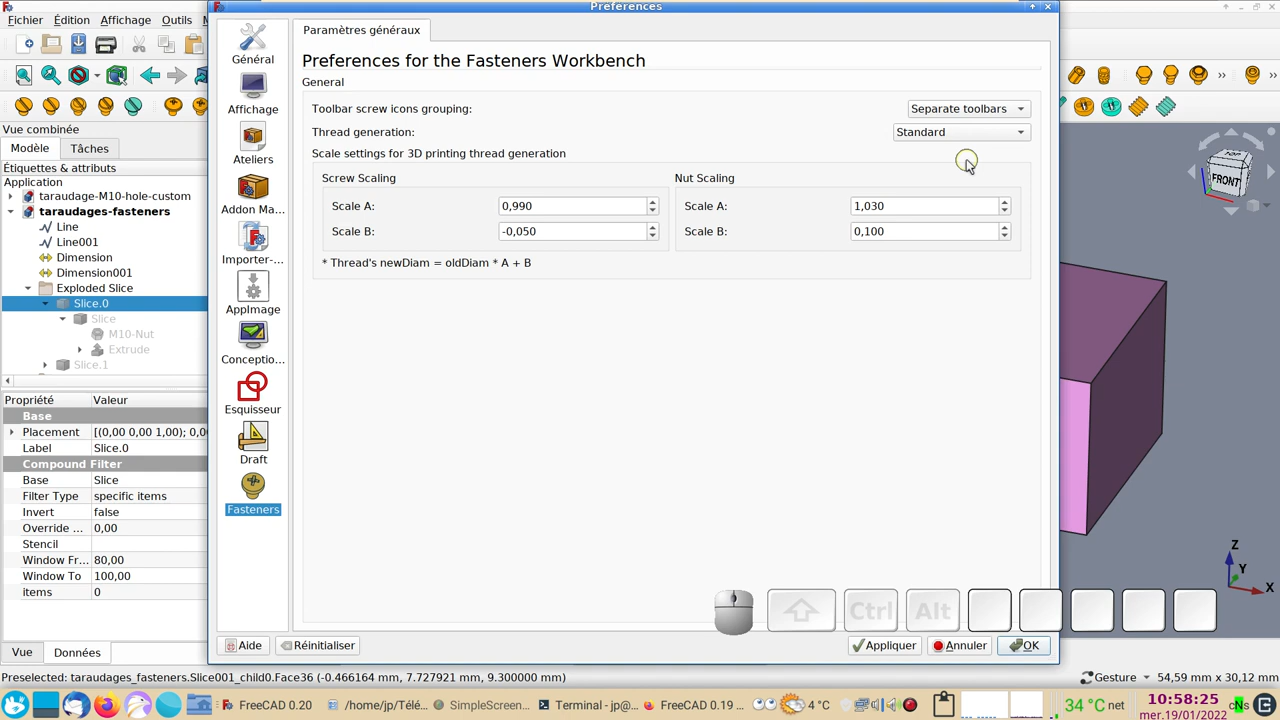 Preferences
Fichier Édition Affichage Outils
Vue combinée
Modèle Tâches
Étiquettes & attributs
Application
taraudage-M10-hole-custom
taraudages-fasteners
Line
Line001
Dimension
Dimension001
Exploded Slice
Slice.0
Slice
M10-Nut
Extrude
Slice.1
Propriété Valeur
Base
Placement [(0,00 0,00 1,00); 0,0
Label Slice.0
Compound Filter
Base Slice
Filter Type specific items
Invert false
Override ... 0,00
Stencil
Window Fr... 80,00
Window To 100,00
items 0
Vue Données
Général
Affichage
Ateliers
Addon Ma...
Importer-...
AppImage
Conceptio...
Esquisseur
Draft
Fasteners
Paramètres généraux
Preferences for the Fasteners Workbench
General
Toolbar screw icons grouping: Separate toolbars
Thread generation: Standard
Scale settings for 3D printing thread generation
Screw Scaling Nut Scaling
Scale A: 0,990 Scale A: 1,030
Scale B: -0,050 Scale B: 0,100
* Thread's newDiam = oldDiam * A + B
Aide Réinitialiser Appliquer Annuler OK
FRONT
Z
Y
X
Ctrl Alt
Preselected: taraudages_fasteners.Slice001_child0.Face36 (-0.466164 mm, 7.727921 mm, 9.300000 mm)
Gesture 54,59 mm x 30,12 mm
FreeCAD 0.20 /home/jp/Télé... SimpleScreen... Terminal - jp@... FreeCAD 0.19 ... 4 °C 34 °C net 10:58:25
mer.19/01/2022